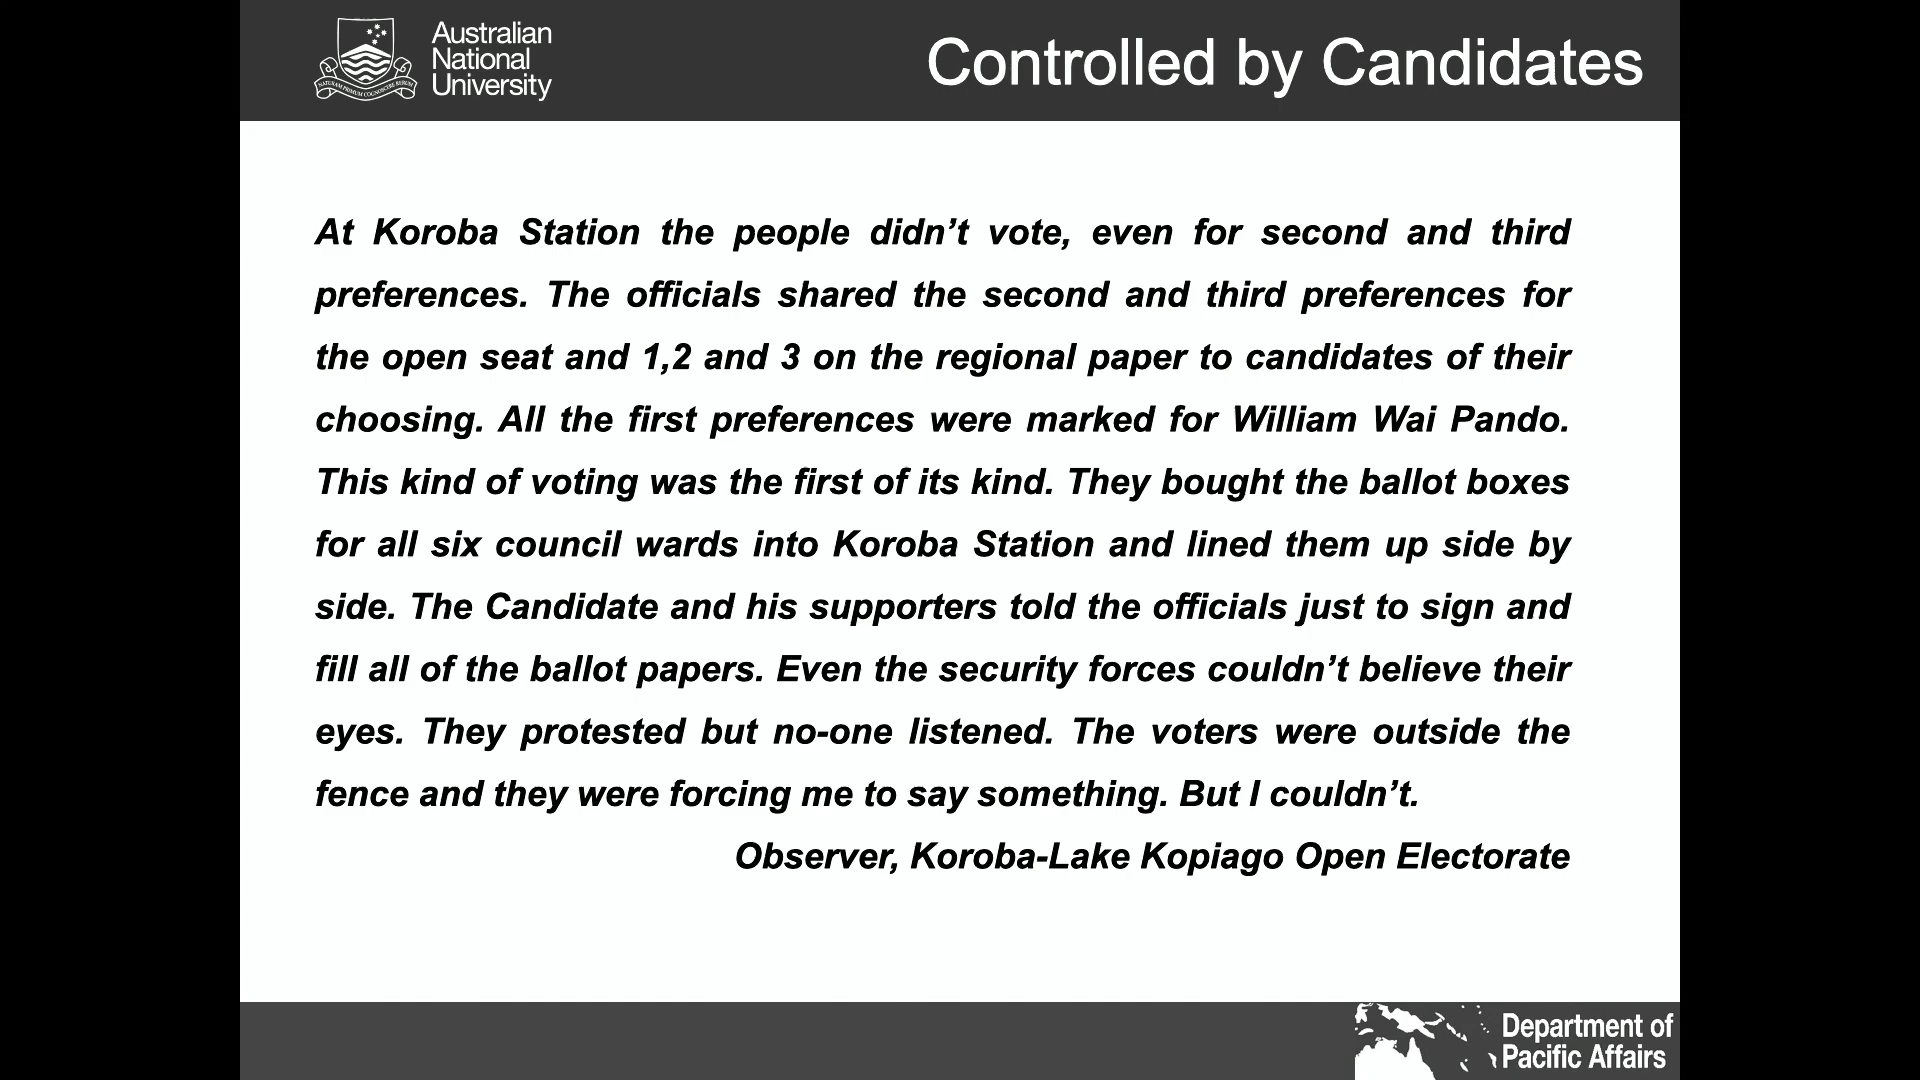 Australian
National
University
Controlled by Candidates
At Koroba Station the people didn’t vote, even for second and third
preferences. The officials shared the second and third preferences for
the open seat and 1,2 and 3 on the regional paper to candidates of their
choosing. All the first preferences were marked for William Wai Pando.
This kind of voting was the first of its kind. They bought the ballot boxes
for all six council wards into Koroba Station and lined them up side by
side. The Candidate and his supporters told the officials just to sign and
fill all of the ballot papers. Even the security forces couldn’t believe their
eyes. They protested but no-one listened. The voters were outside the
fence and they were forcing me to say something. But I couldn’t.
Observer, Koroba-Lake Kopiago Open Electorate
Department of
Pacific Affairs